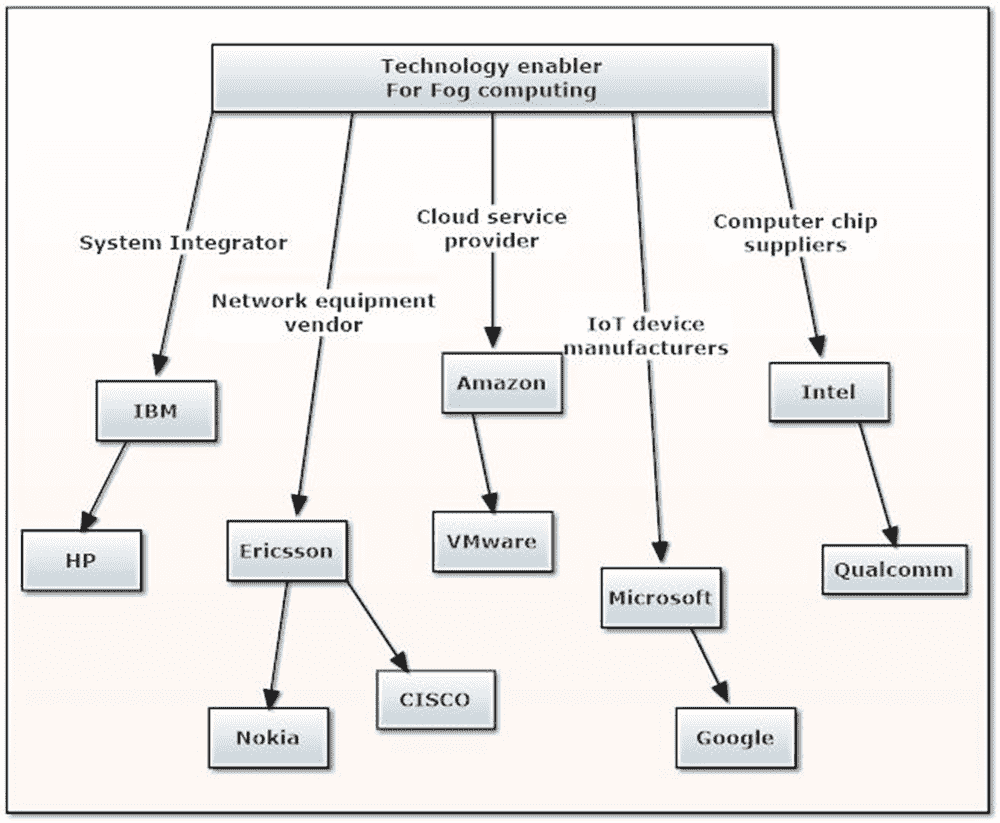 Technology enabler
For Fog computing
System Integrator
Network equipment
vendor
Cloud service
provider
IoT device
manufacturers
Computer chip
suppliers
IBM
HP
Ericsson
Nokia
CISCO
Amazon
VMware
Microsoft
Google
Intel
Qualcomm